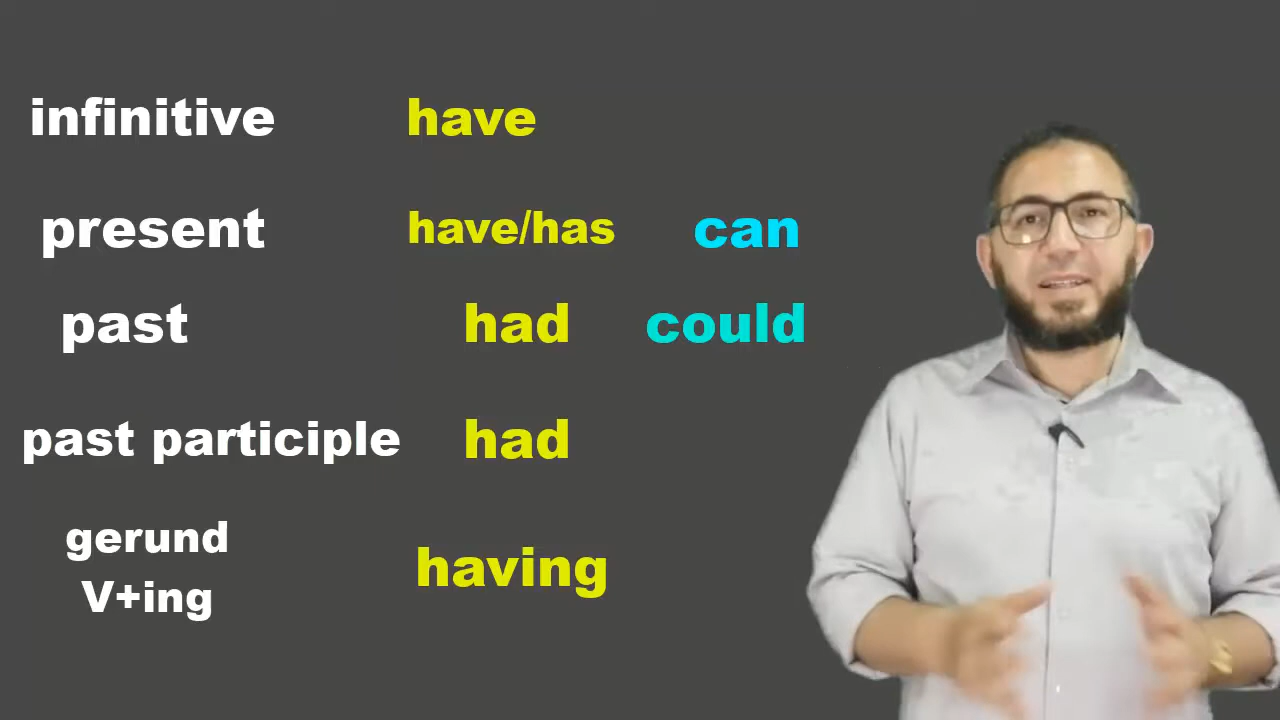 infinitive have
present have/has can
past had could
past participle had
gerund
V+ing having